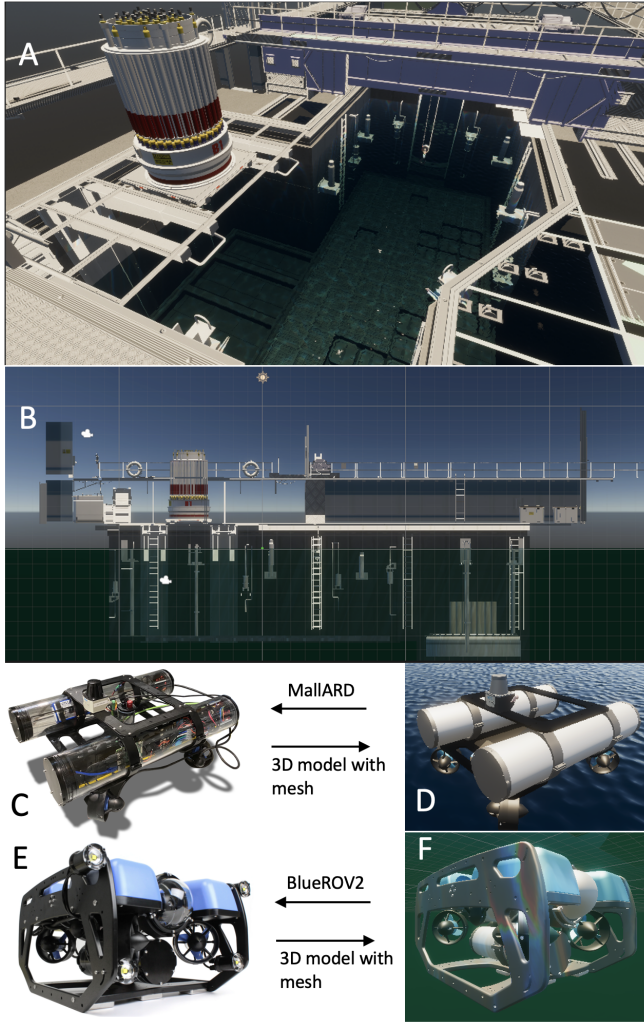 A
B
MallARD
3D model with
mesh
C
D
E
BlueROV2
3D model with
mesh
F